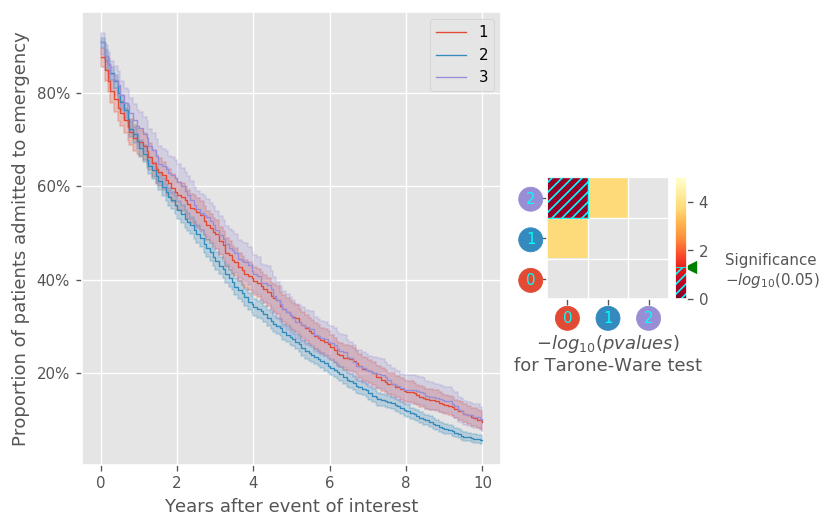 1
2
3
80%
60%
40%
20%
Proportion of patients admitted to emergency
0 2 4 6 8 10
Years after event of interest
2
1
0
0 1 2
−log₁₀(pvalues)
for Tarone-Ware test
4
2
0
Significance
−log₁₀(0.05)